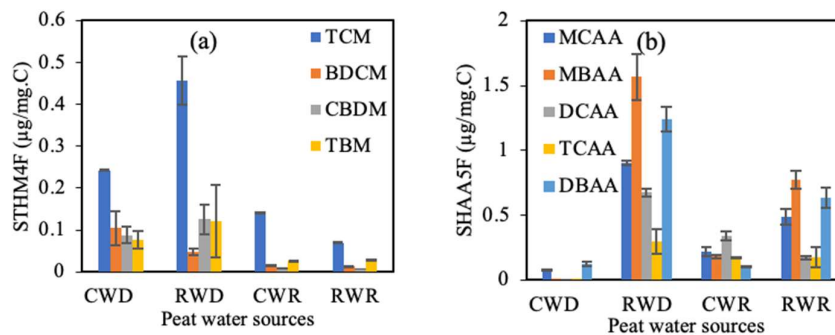 (a)
STHM4F (µg/mg.C)
0.6
0.5
0.4
0.3
0.2
0.1
0
TCM
BDCM
CBDM
TBM
CWD RWD CWR RWR
Peat water sources
(b)
SHAA5F (µg/mg.C)
2
1.5
1
0.5
0
MCAA
MBAA
DCAA
TCAA
DBAA
CWD RWD CWR RWR
Peat water sources